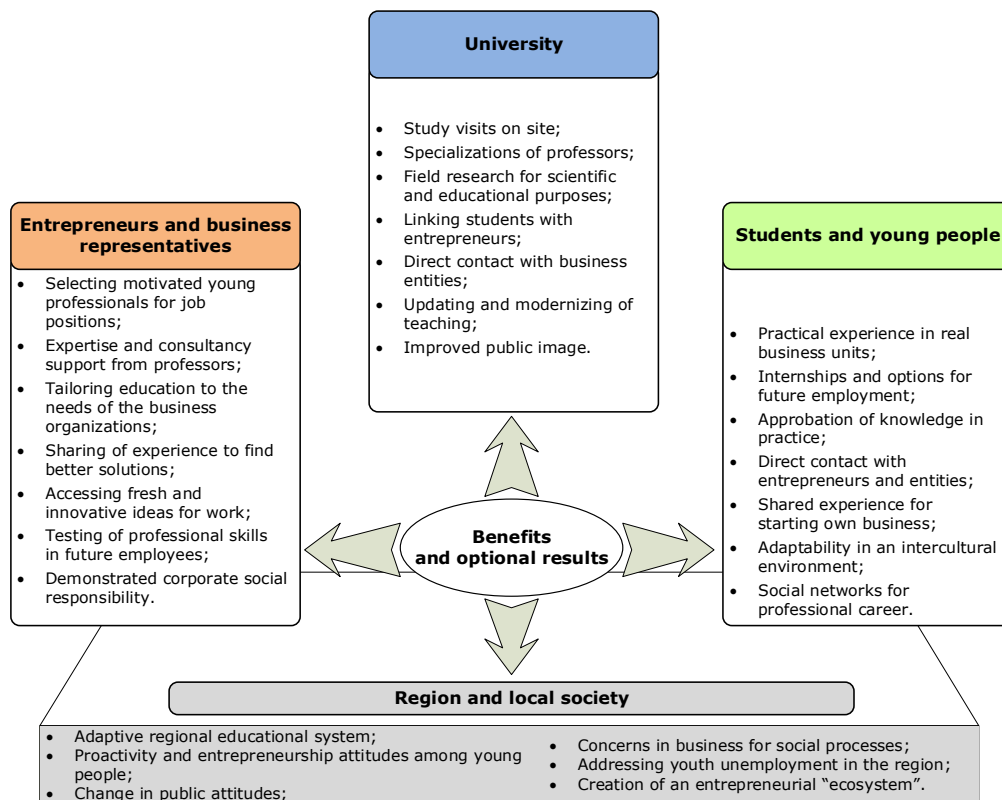 University
• Study visits on site;
• Specializations of professors;
• Field research for scientific
and educational purposes;
• Linking students with
entrepreneurs;
• Direct contact with business
entities;
• Updating and modernizing of
teaching;
• Improved public image.
Entrepreneurs and business
representatives
• Selecting motivated young
professionals for job
positions;
• Expertise and consultancy
support from professors;
• Tailoring education to the
needs of the business
organizations;
• Sharing of experience to find
better solutions;
• Accessing fresh and
innovative ideas for work;
• Testing of professional skills
in future employees;
• Demonstrated corporate social
responsibility.
Students and young people
• Practical experience in real
business units;
• Internships and options for
future employment;
• Approbation of knowledge in
practice;
• Direct contact with
entrepreneurs and entities;
• Shared experience for
starting own business;
• Adaptability in an intercultural
environment;
• Social networks for
professional career.
Benefits
and optional results
Region and local society
• Adaptive regional educational system;
• Proactivity and entrepreneurship attitudes among young
people;
• Change in public attitudes;
• Concerns in business for social processes;
• Addressing youth unemployment in the region;
• Creation of an entrepreneurial “ecosystem”.